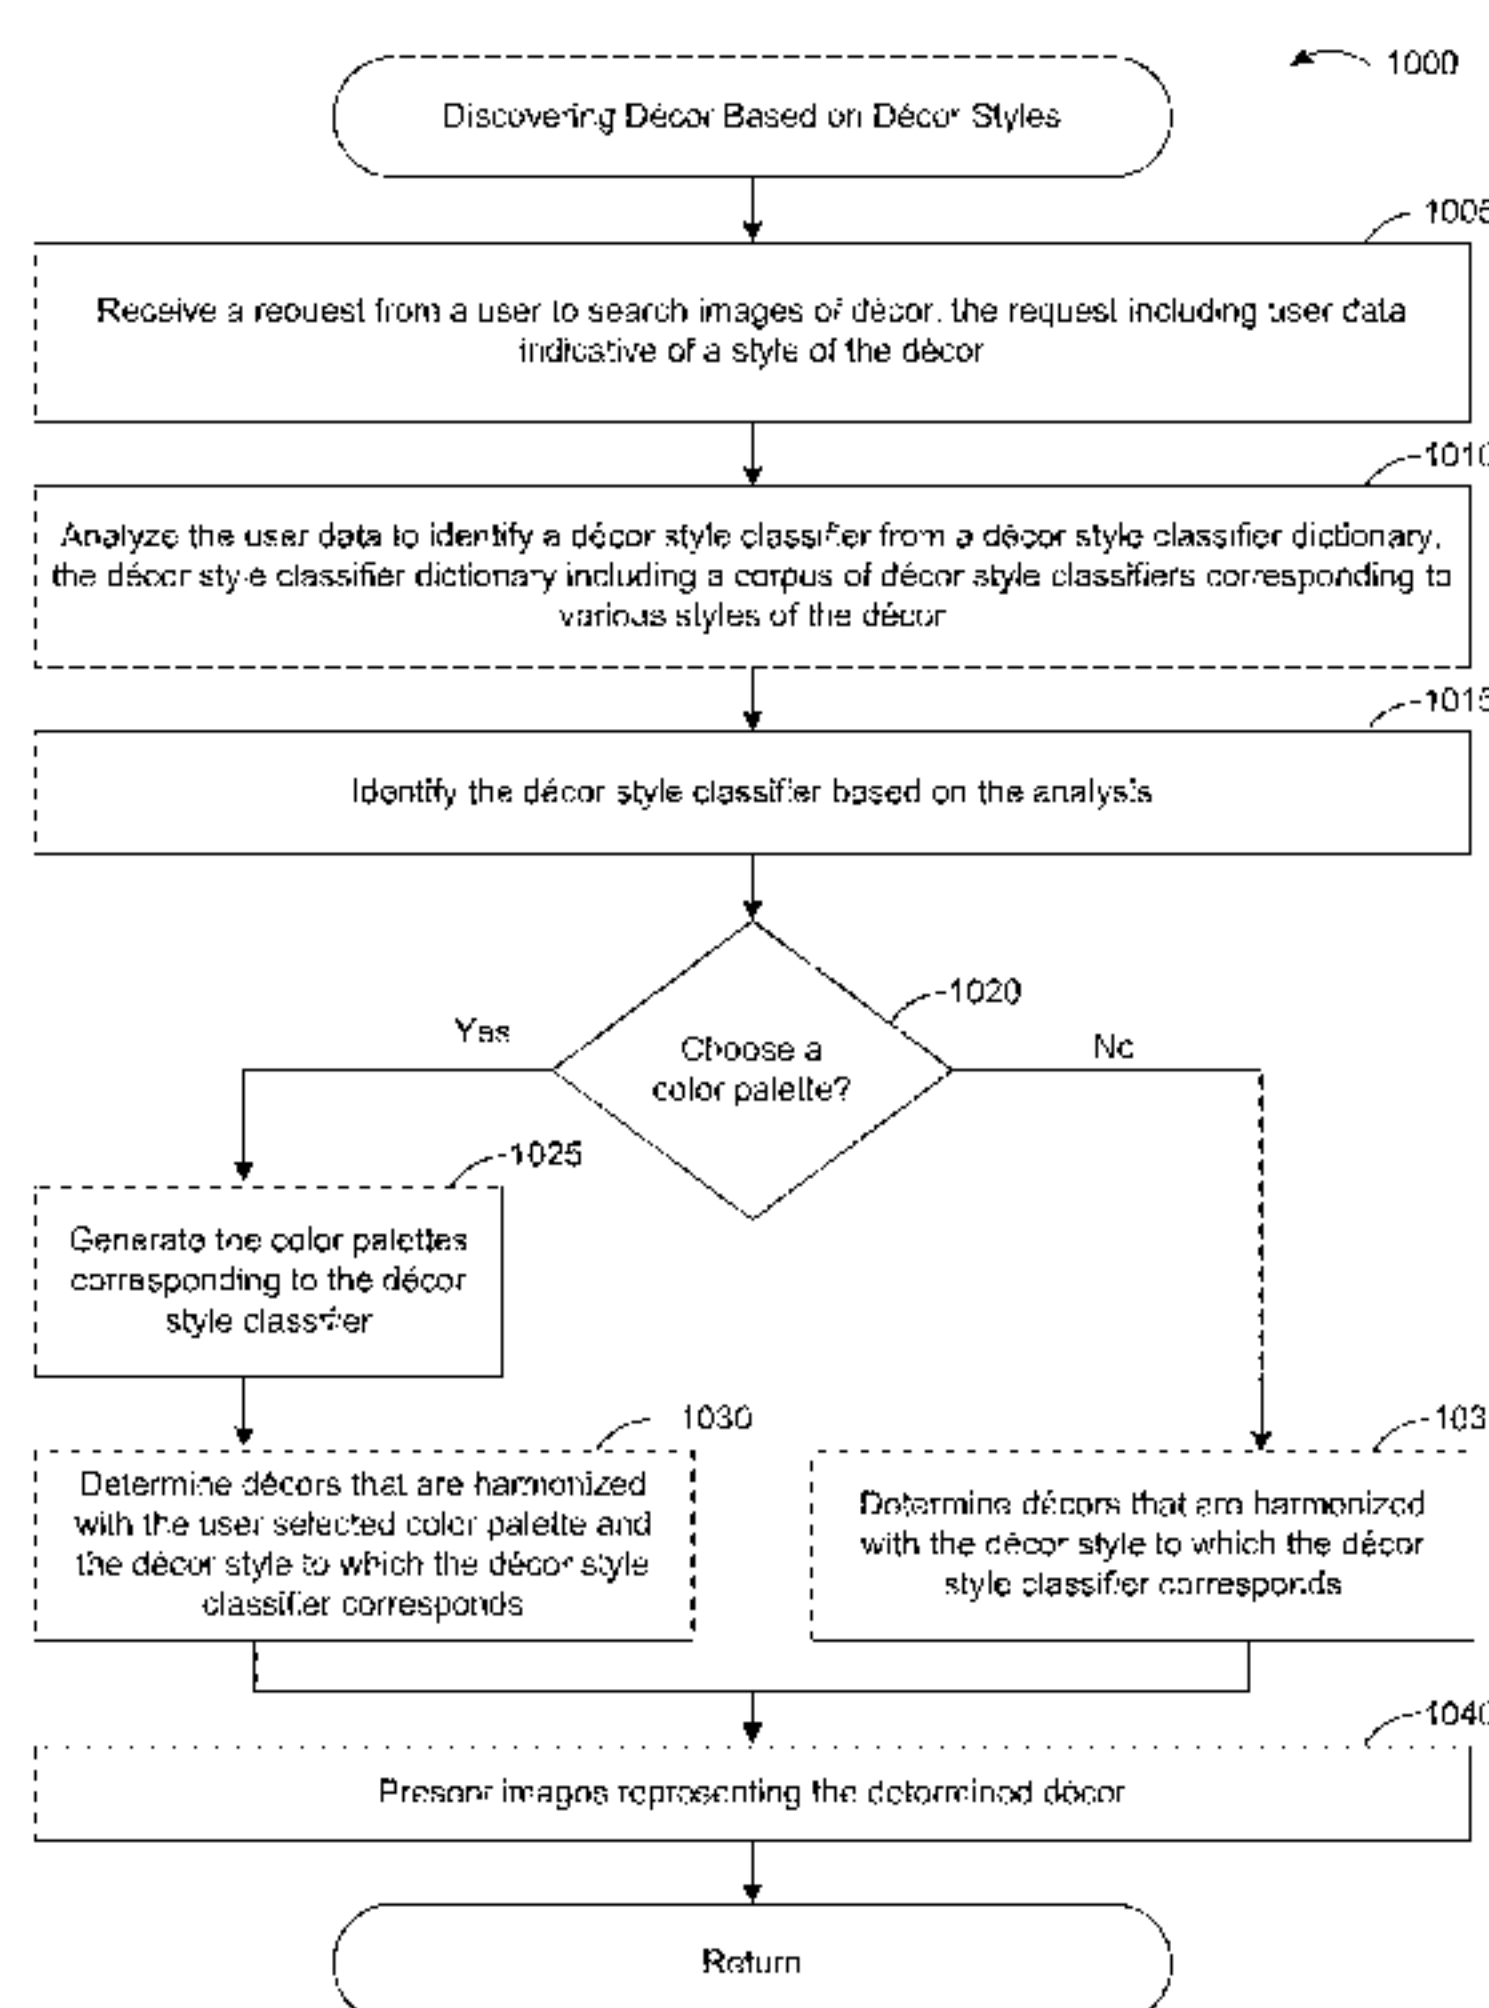 1000
Discovering Décor Based on Décor Styles
1005
Receive a request from a user to search images of décor, the request including user data
indicative of a style of the décor
1010
Analyze the user data to identify a décor style classifier from a décor style classifier dictionary,
the décor style classifier dictionary including a corpus of décor style classifiers corresponding to
various styles of the décor
1015
Identify the décor style classifier based on the analysis
1020
Yes
No
Choose a
color palette?
1025
Generate the color palettes
corresponding to the décor
style classifier
1030
Determine décors that are harmonized
with the user selected color palette and
the décor style to which the décor style
classifier corresponds
103
Determine décors that are harmonized
with the décor style to which the décor
style classifier corresponds
1040
Present images representing the determined décor
Return